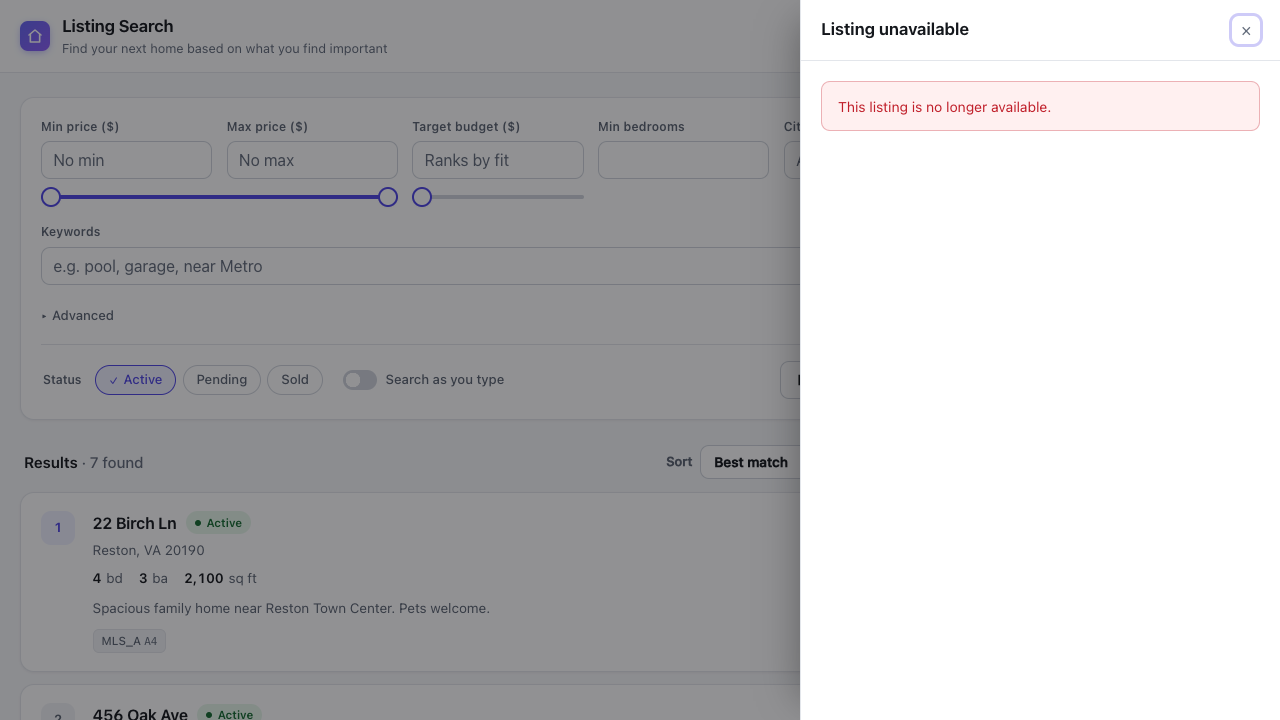 Listing Search
Find your next home based on what you find important
Listing unavailable
×
This listing is no longer available.
Min price ($) Max price ($) Target budget ($) Min bedrooms
No min No max Ranks by fit
Keywords
e.g. pool, garage, near Metro
▸ Advanced
Status ✓ Active Pending Sold Search as you type
Results · 7 found Sort Best match
1 22 Birch Ln Active
Reston, VA 20190
4 bd 3 ba 2,100 sq ft
Spacious family home near Reston Town Center. Pets welcome.
MLS_A A4
2 456 Oak Ave Active